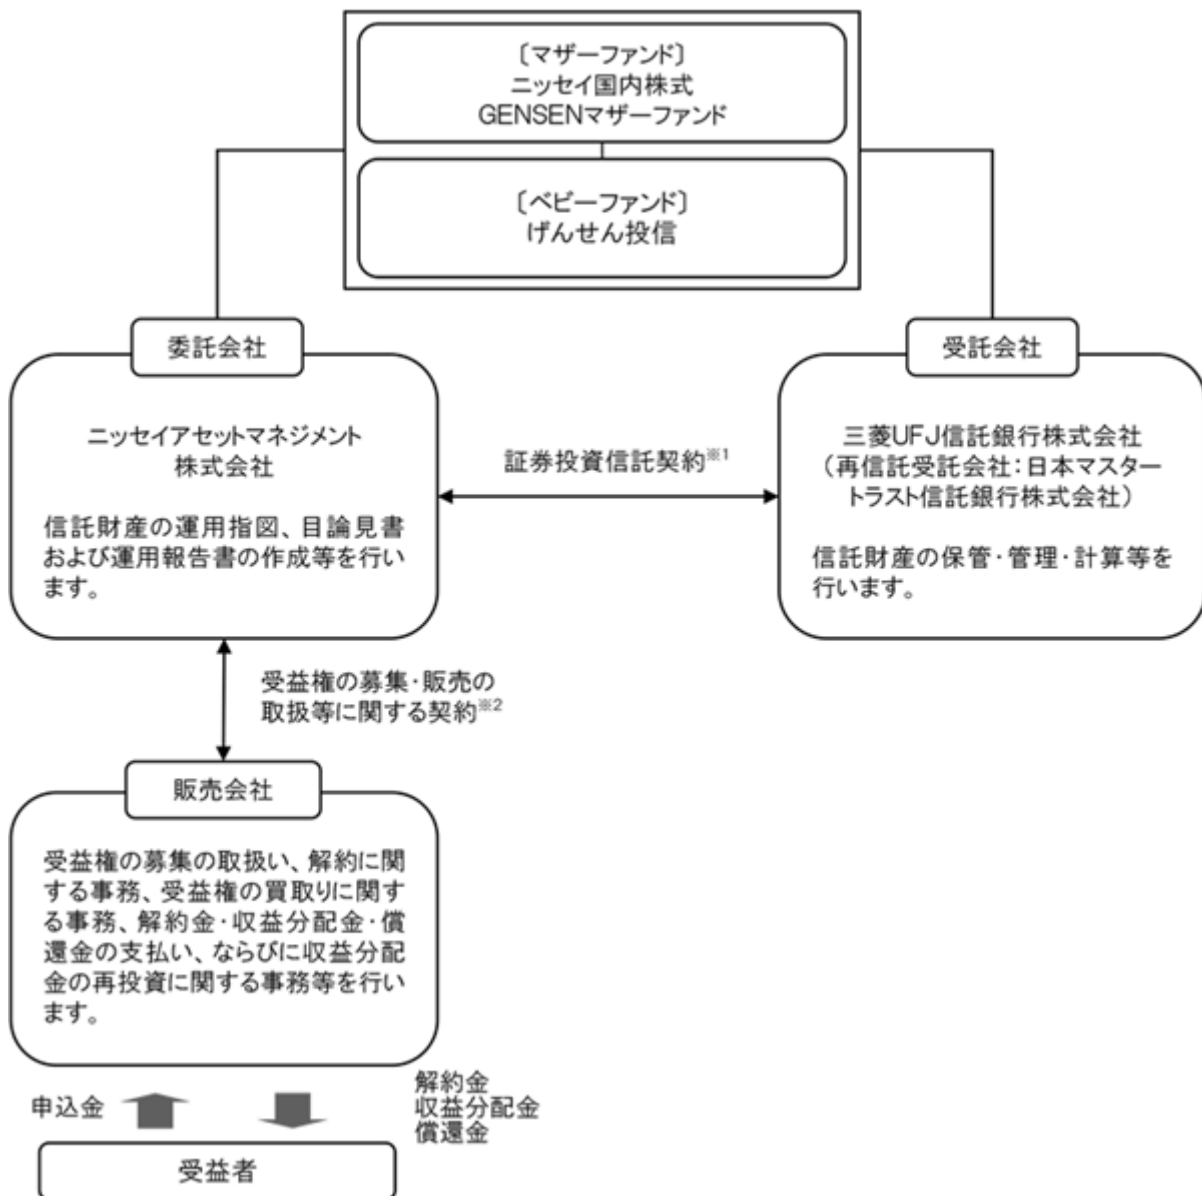 〔マザーファンド〕
ニッセイ国内株式
GENSENマザーファンド
〔ベビーファンド〕
げんせん投信
委託会社
ニッセイアセットマネジメント
株式会社
信託財産の運用指図、目論見書
および運用報告書の作成等を行い
ます。
証券投資信託契約※1
受託会社
三菱UFJ信託銀行株式会社
（再信託受託会社：日本マスター
トラスト信託銀行株式会社）
信託財産の保管・管理・計算等を
行います。
受益権の募集・販売の
取扱等に関する契約※2
販売会社
受益権の募集の取扱い、解約に関
する事務、受益権の買取りに関す
る事務、解約金・収益分配金・償
還金の支払い、ならびに収益分配
金の再投資に関する事務等を行い
ます。
申込金
解約金
収益分配金
償還金
受益者